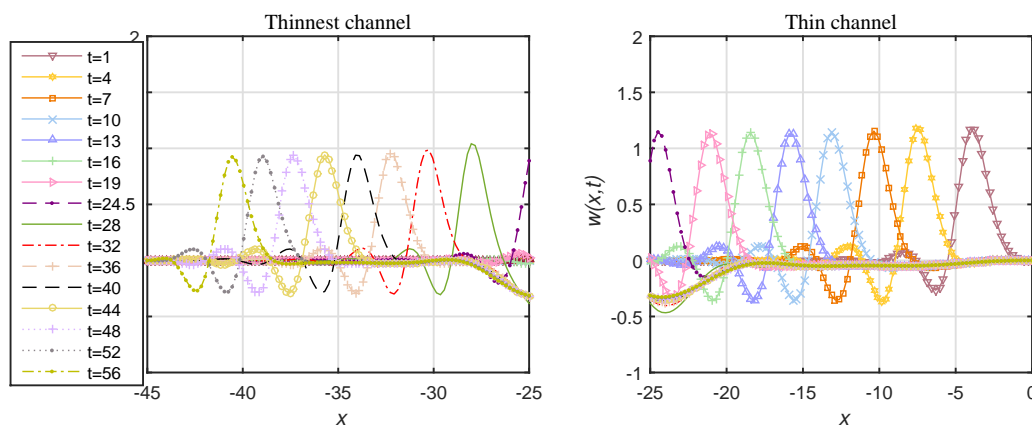 Thinnest channel
Thin channel
2
t=1
t=4
t=7
t=10
t=13
t=16
t=19
t=24.5
t=28
t=32
t=36
t=40
t=44
t=48
t=52
t=56
-45 -40 -35 -30 -25
x
w(x,t)
2
1.5
1
0.5
0
-0.5
-1
-25 -20 -15 -10 -5 0
x